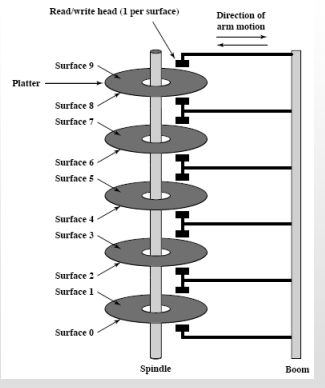 Read/write head (1 per surface)
Direction of
arm motion
Surface 9
Platter
Surface 8
Surface 7
Surface 6
Surface 5
Surface 4
Surface 3
Surface 2
Surface 1
Surface 0
Spindle
Boom